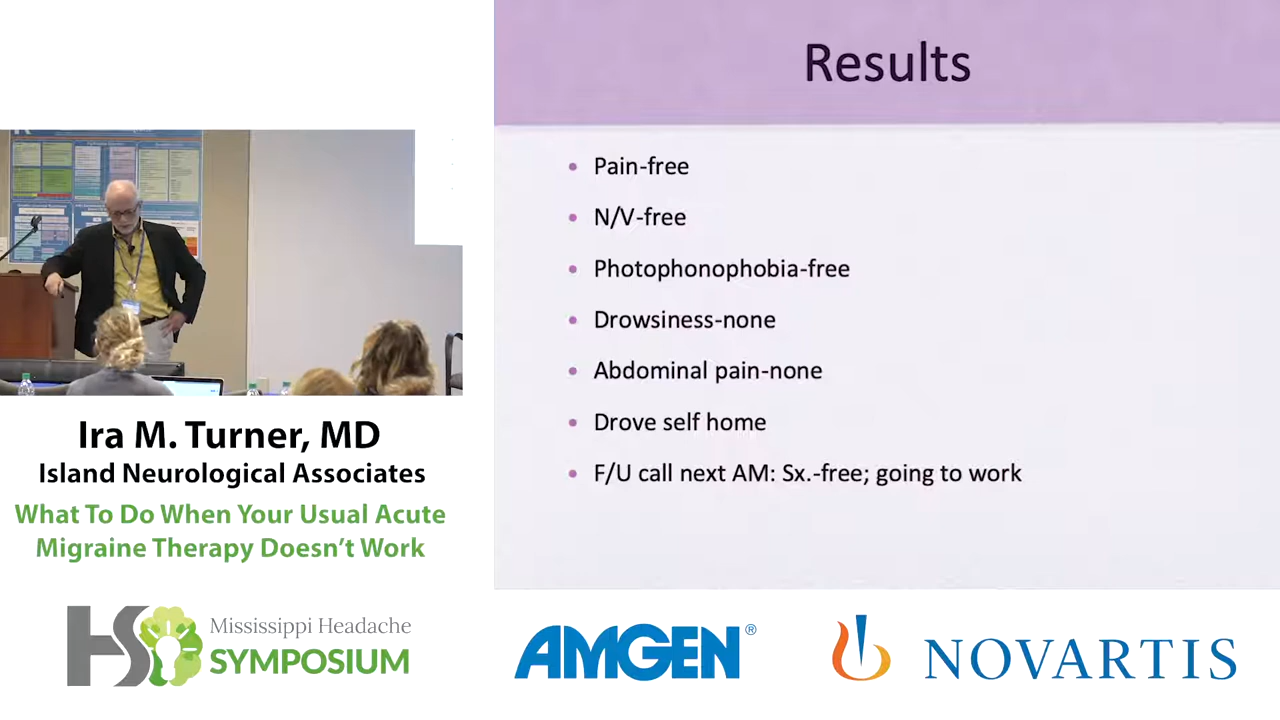 Results
• Pain-free
• N/V-free
• Photophonophobia-free
• Drowsiness-none
• Abdominal pain-none
• Drove self home
• F/U call next AM: Sx.-free; going to work
Ira M. Turner, MD
Island Neurological Associates
What To Do When Your Usual Acute
Migraine Therapy Doesn’t Work
HS
Mississippi Headache
SYMPOSIUM
AMGEN®
NOVARTIS